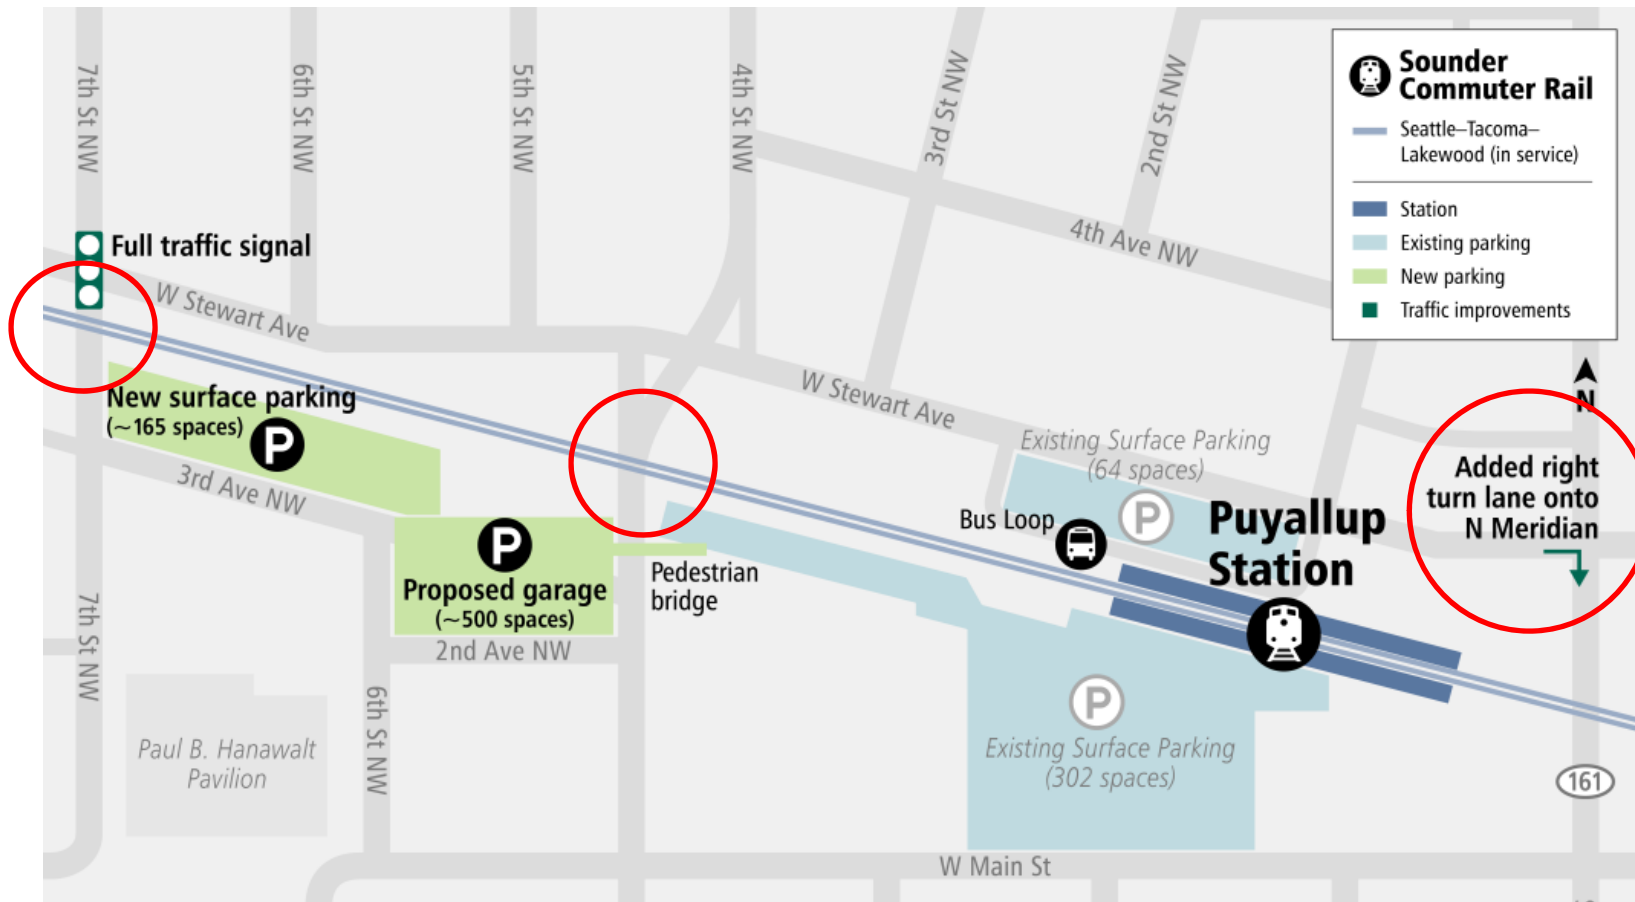 7th St NW
6th St NW
5th St NW
4th St NW
3rd St NW
2nd St NW
Sounder
Commuter Rail
Seattle–Tacoma–
Lakewood (in service)
Station
Existing parking
New parking
Traffic improvements
4th Ave NW
Full traffic signal
W Stewart Ave
N
New surface parking
(~165 spaces)
P
W Stewart Ave
3rd Ave NW
Existing Surface Parking
(64 spaces)
P
Bus Loop
Puyallup
Station
Added right
turn lane onto
N Meridian
P
Proposed garage
(~500 spaces)
Pedestrian
bridge
2nd Ave NW
7th St NW
6th St NW
Paul B. Hanawalt
Pavilion
P
Existing Surface Parking
(302 spaces)
161
W Main St